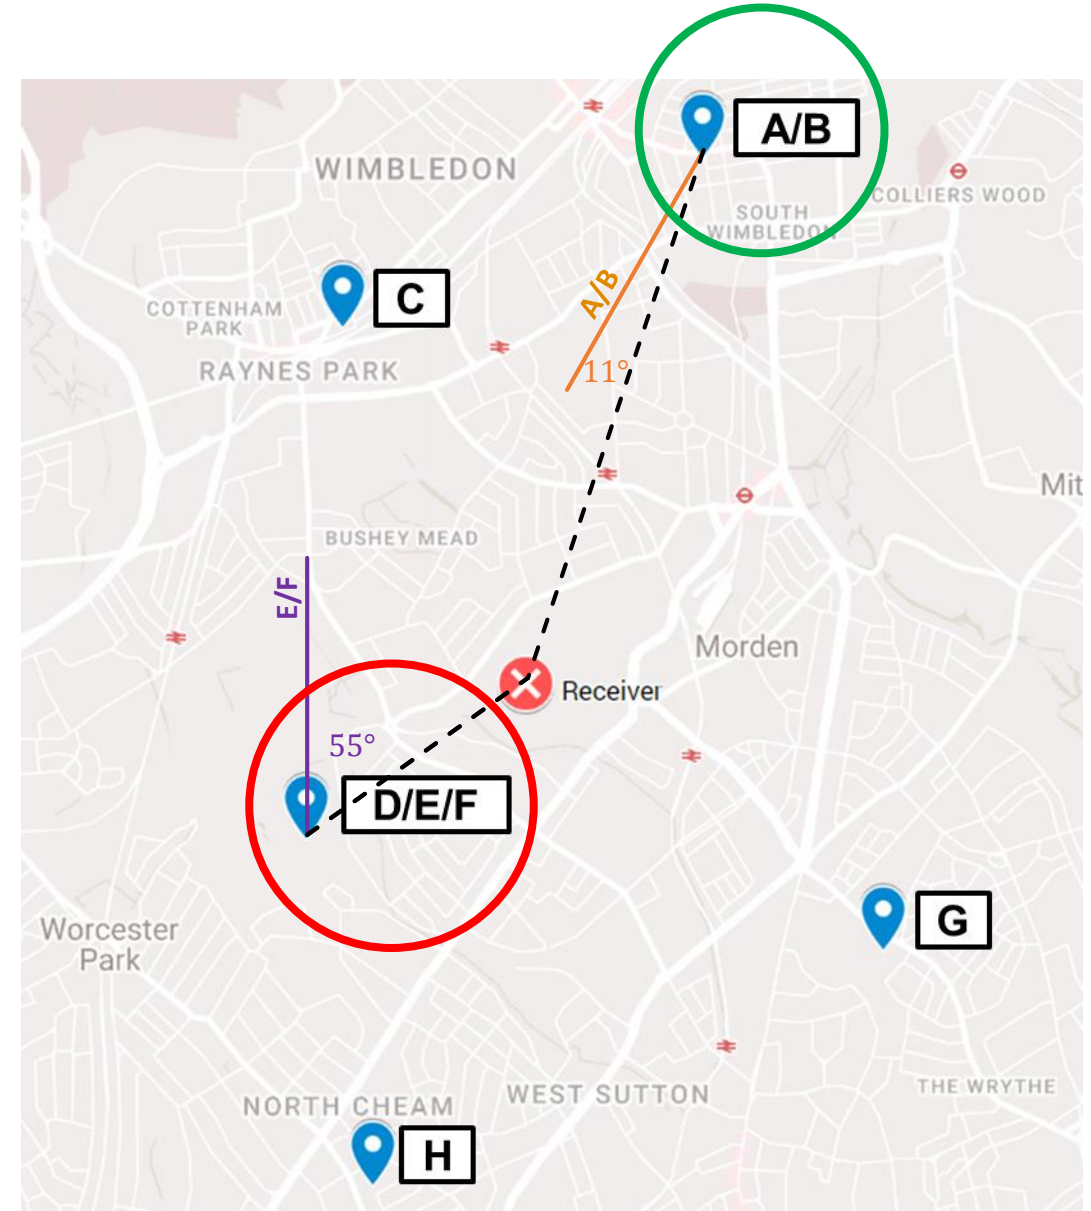 A/B
WIMBLEDON
COLLIERS WOOD
SOUTH
WIMBLEDON
A/B
C
COTTENHAM
PARK
RAYNES PARK
11°
Mit
BUSHEY MEAD
E/F
Morden
Receiver
55°
D/E/F
G
Worcester
Park
WEST SUTTON
THE WRYTHE
NORTH CHEAM
H